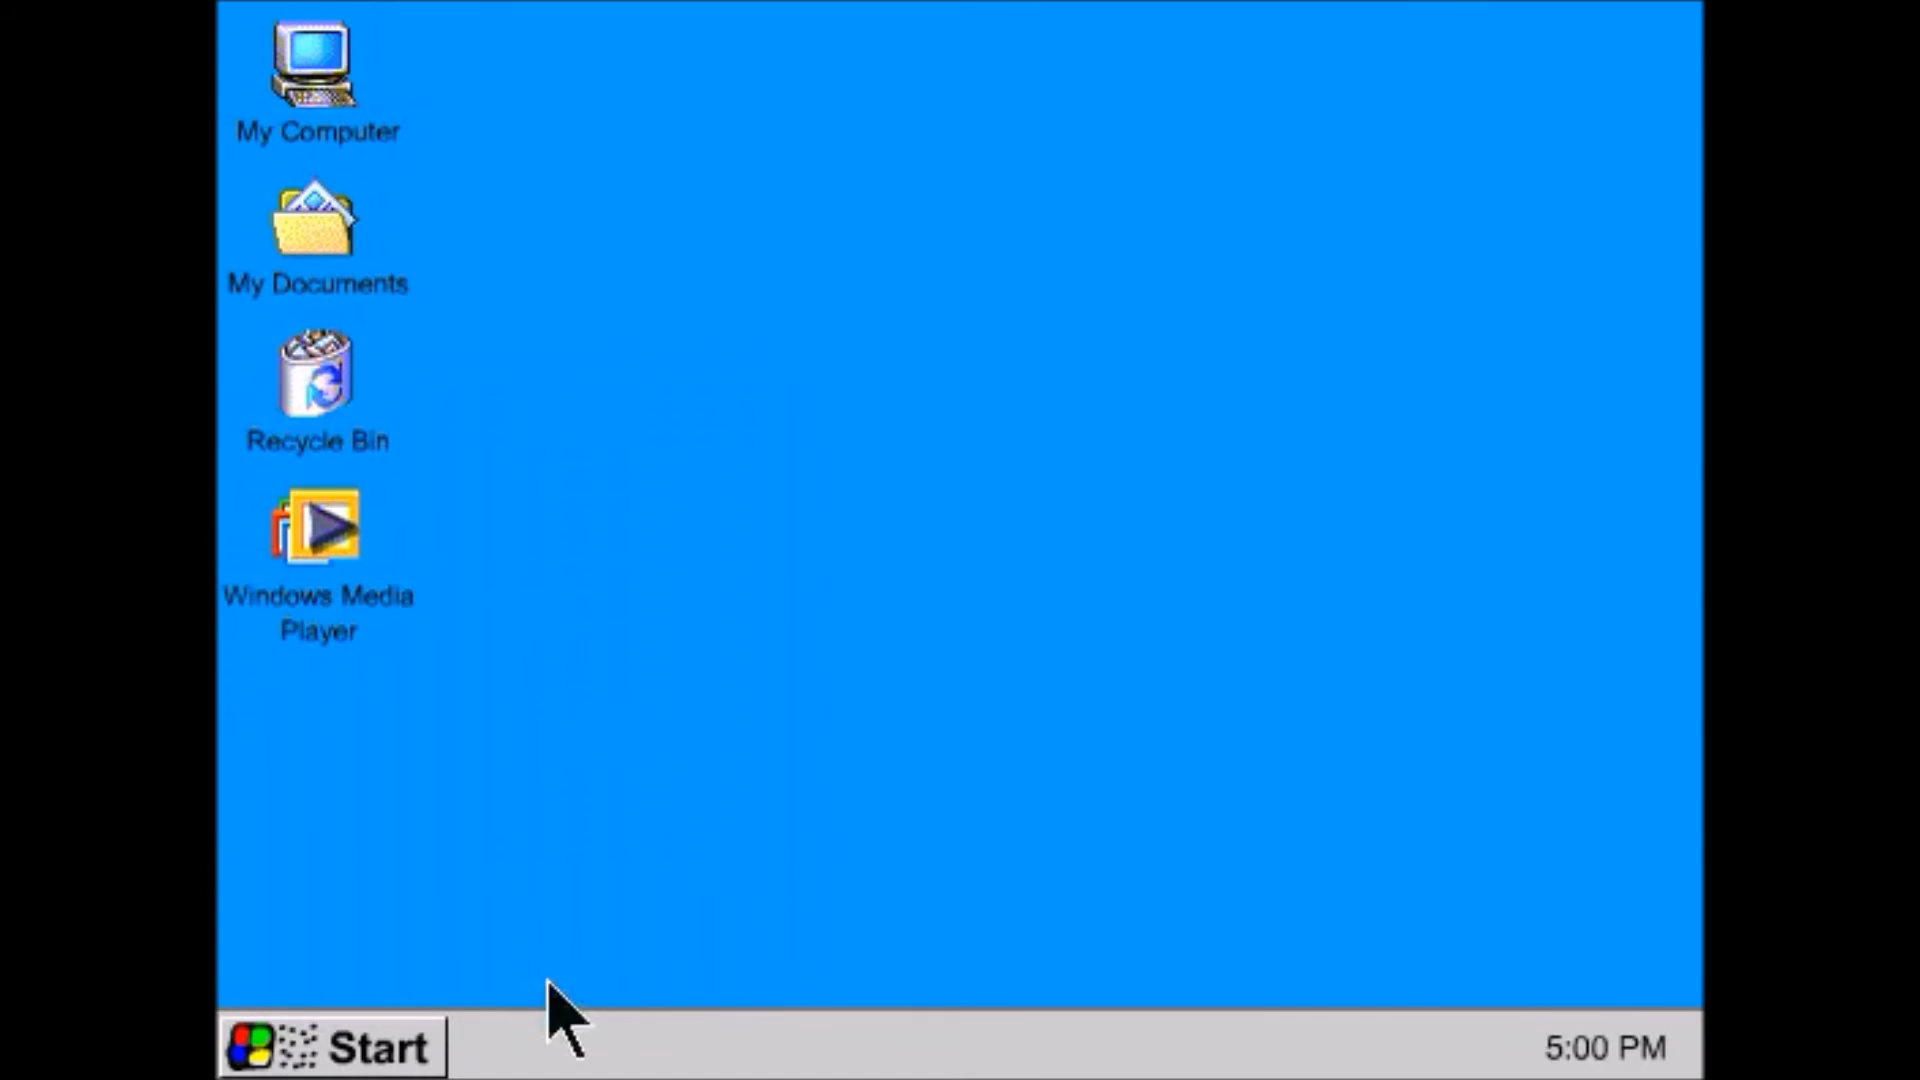 My Computer
My Documents
Recycle Bin
Windows Media
Player
Start
5:00 PM